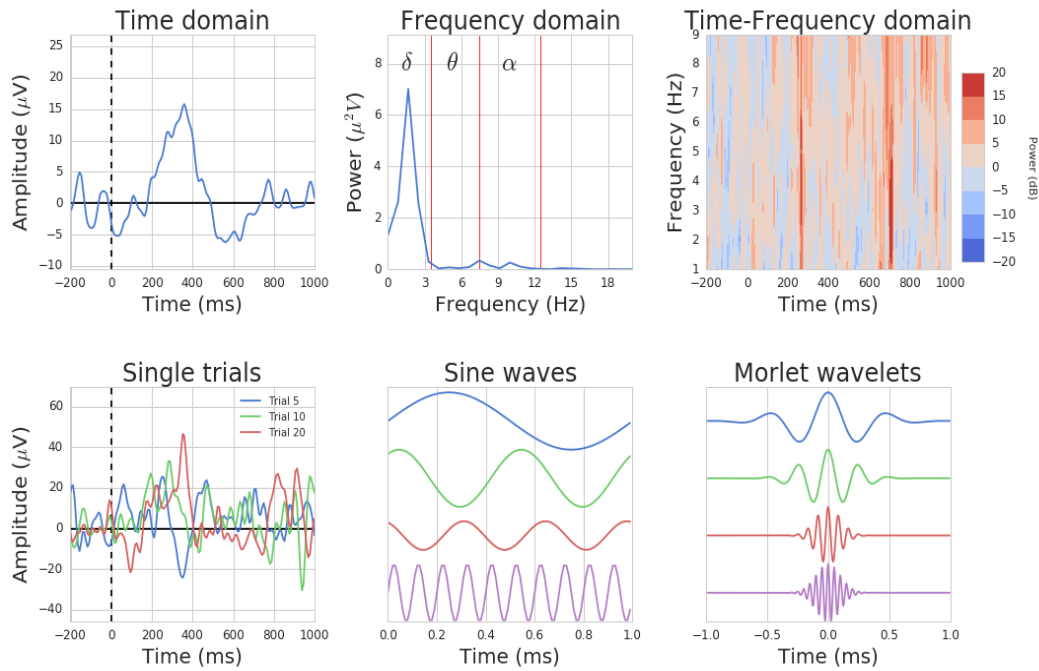 Time domain
Amplitude (μV)
25
20
15
10
5
0
−5
−10
−200 0 200 400 600 800 1000
Time (ms)
Frequency domain
δ θ α
Power (μ²V)
8
6
4
2
0
0 3 6 9 12 15 18
Frequency (Hz)
Time-Frequency domain
Frequency (Hz)
9
8
7
6
5
4
3
2
1
−200 0 200 400 600 800 1000
Time (ms)
20
15
10
5
0
−5
−10
−15
−20
Power (dB)
Single trials
Trial 5
Trial 10
Trial 20
Amplitude (μV)
60
40
20
0
−20
−40
−200 0 200 400 600 800 1000
Time (ms)
Sine waves
0.0 0.2 0.4 0.6 0.8 1.0
Time (ms)
Morlet wavelets
−1.0 −0.5 0.0 0.5 1.0
Time (ms)